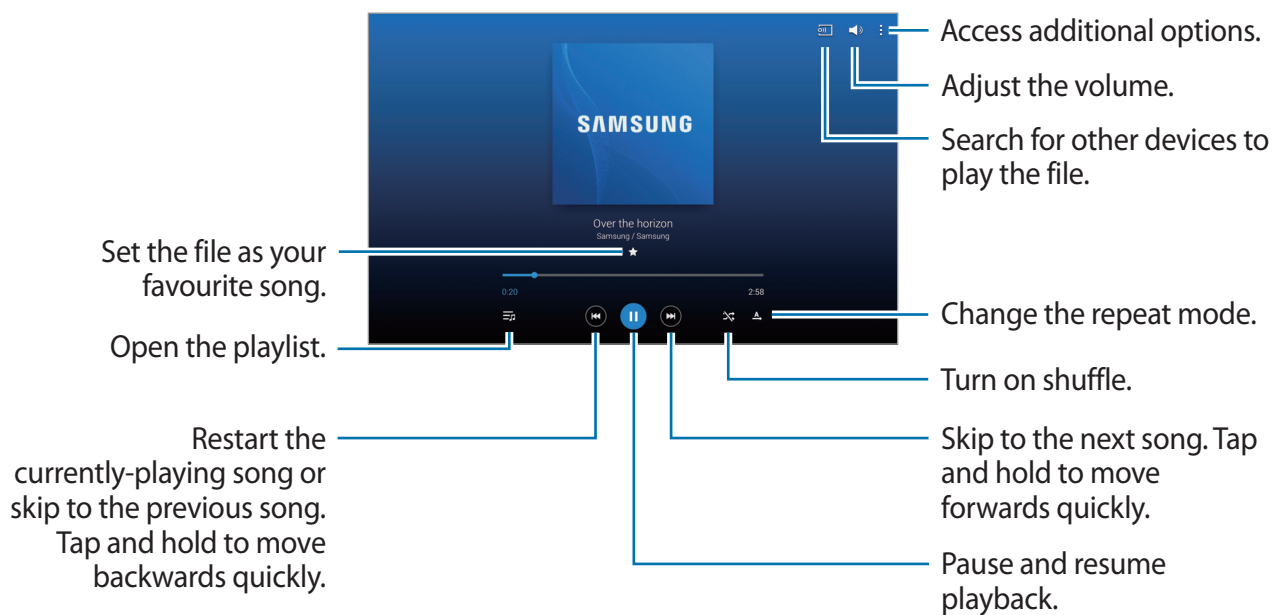 Access additional options.
Adjust the volume.
Search for other devices to
play the file.
SAMSUNG
Over the horizon
Samsung / Samsung
Set the file as your
favourite song.
0:20
2:58
Open the playlist.
Change the repeat mode.
Turn on shuffle.
Restart the
currently-playing song or
skip to the previous song.
Tap and hold to move
backwards quickly.
Skip to the next song. Tap
and hold to move
forwards quickly.
Pause and resume
playback.